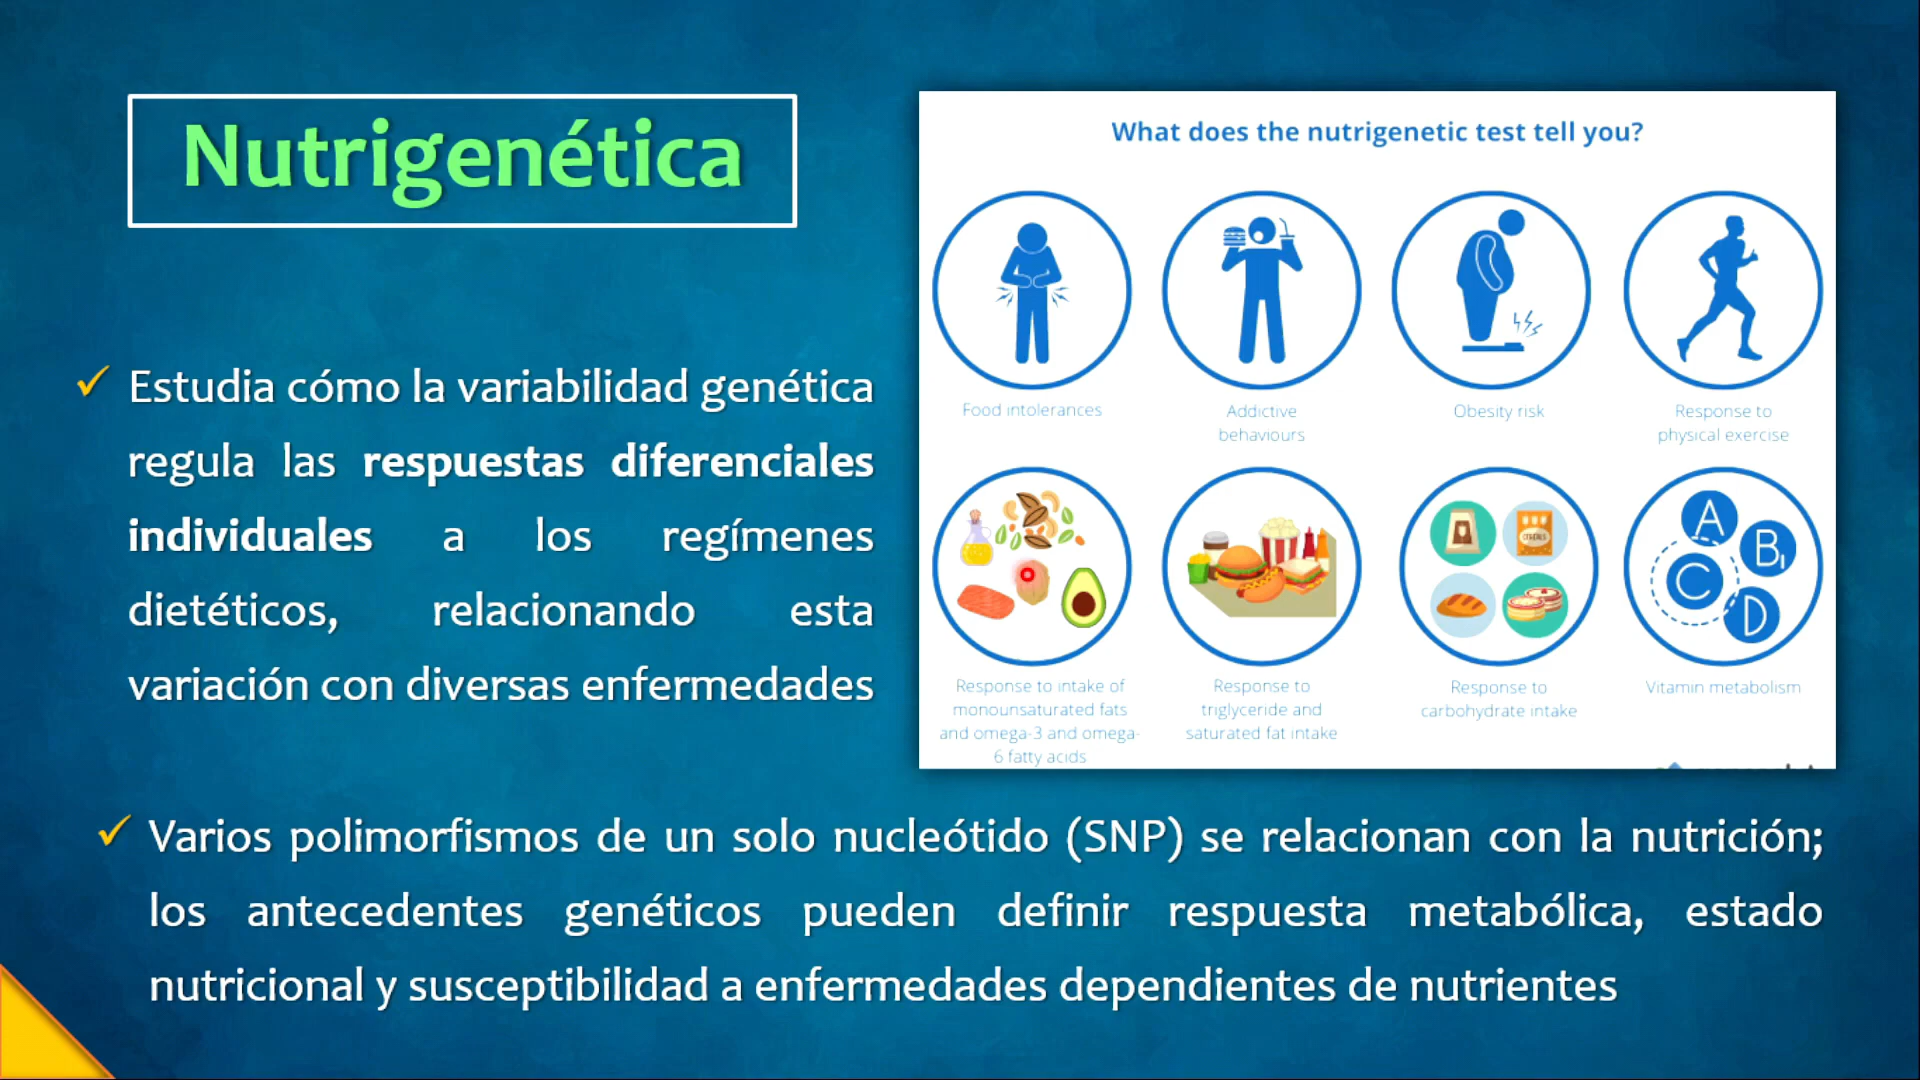 Nutrigenética
Estudia cómo la variabilidad genética
regula las respuestas diferenciales
individuales a los regímenes
dietéticos, relacionando esta
variación con diversas enfermedades
What does the nutrigenetic test tell you?
Food intolerances
Addictive
behaviours
Obesity risk
Response to
physical exercise
CEREALS
A
B1
C
D
Response to intake of
monounsaturated fats
and omega-3 and omega-
6 fatty acids
Response to
triglyceride and
saturated fat intake
Response to
carbohydrate intake
Vitamin metabolism
Varios polimorfismos de un solo nucleótido (SNP) se relacionan con la nutrición;
los antecedentes genéticos pueden definir respuesta metabólica, estado
nutricional y susceptibilidad a enfermedades dependientes de nutrientes